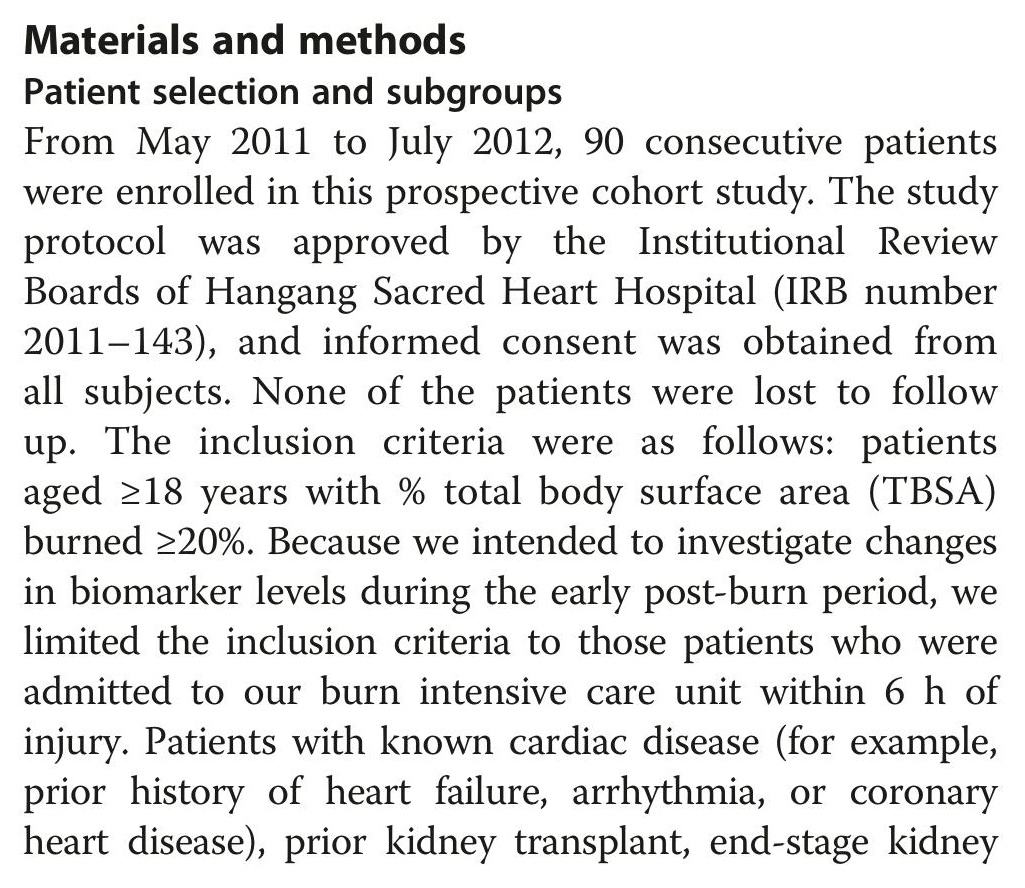 Materials and methods
Patient selection and subgroups
From May 2011 to July 2012, 90 consecutive patients
were enrolled in this prospective cohort study. The study
protocol was approved by the Institutional Review
Boards of Hangang Sacred Heart Hospital (IRB number
2011–143), and informed consent was obtained from
all subjects. None of the patients were lost to follow
up. The inclusion criteria were as follows: patients
aged ≥18 years with % total body surface area (TBSA)
burned ≥20%. Because we intended to investigate changes
in biomarker levels during the early post-burn period, we
limited the inclusion criteria to those patients who were
admitted to our burn intensive care unit within 6 h of
injury. Patients with known cardiac disease (for example,
prior history of heart failure, arrhythmia, or coronary
heart disease), prior kidney transplant, end-stage kidney